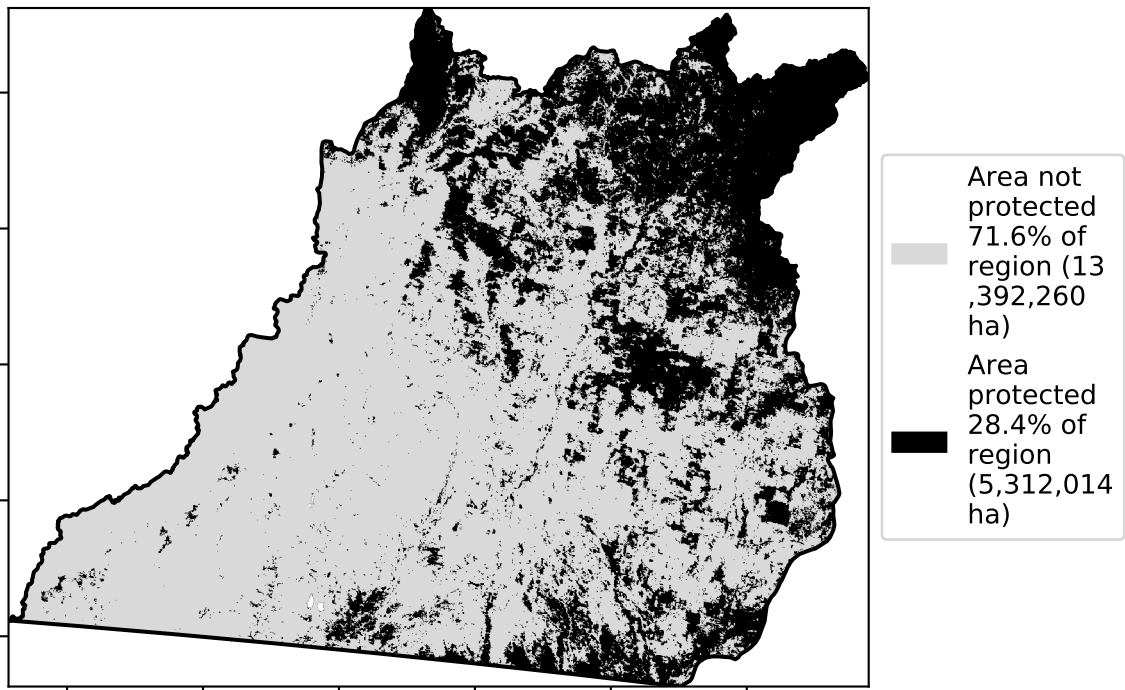 Area not
protected
71.6% of
region (13
,392,260
ha)
Area
protected
28.4% of
region
(5,312,014
ha)